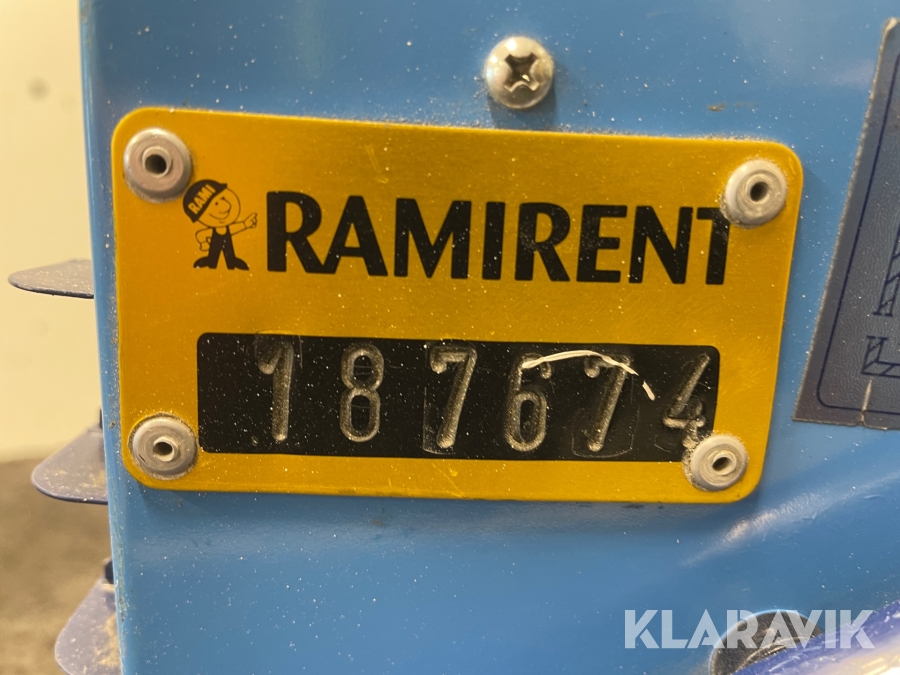 RAMI
RAMIRENT
187674
KLARAVIK